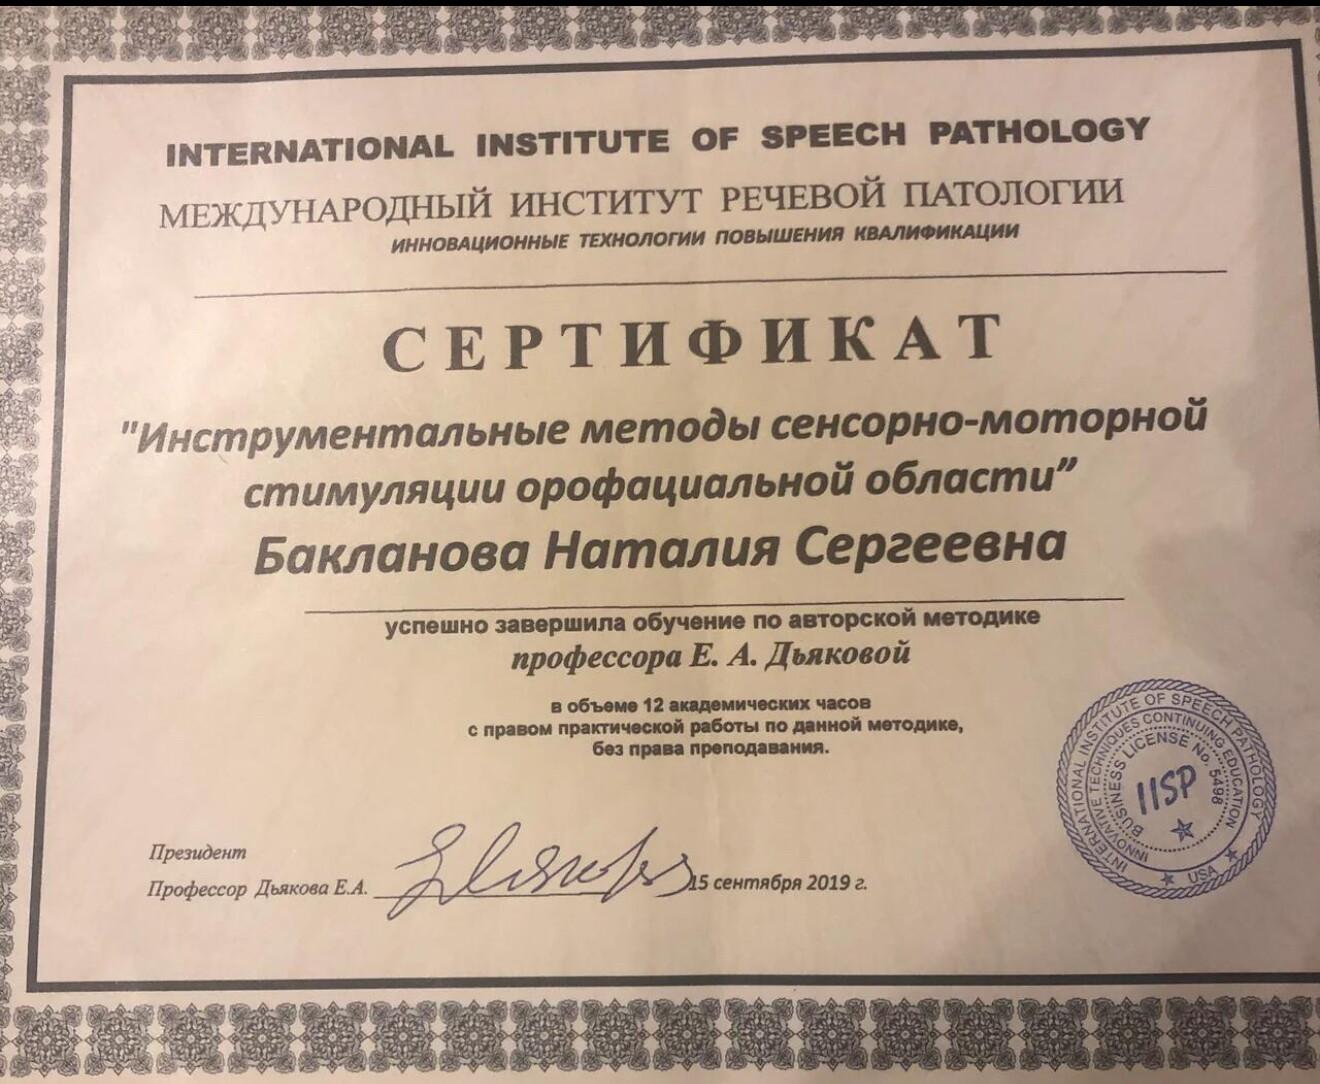 INTERNATIONAL INSTITUTE OF SPEECH PATHOLOGY
МЕЖДУНАРОДНЫЙ ИНСТИТУТ РЕЧЕВОЙ ПАТОЛОГИИ
ИННОВАЦИОННЫЕ ТЕХНОЛОГИИ ПОВЫШЕНИЯ КВАЛИФИКАЦИИ
СЕРТИФИКАТ
"Инструментальные методы сенсорно-моторной
стимуляции орофациальной области”
Бакланова Наталия Сергеевна
успешно завершила обучение по авторской методике
профессора Е. А. Дьяковой
в объеме 12 академических часов
с правом практической работы по данной методике,
без права преподавания.
Президент
Профессор Дьякова Е.А.
15 сентября 2019 г.
INTERNATIONAL INSTITUTE OF SPEECH PATHOLOGY
INNOVATIVE TECHNIQUES CONTINUING EDUCATION
BUSINESS LICENSE No. 5498
IISP
USA